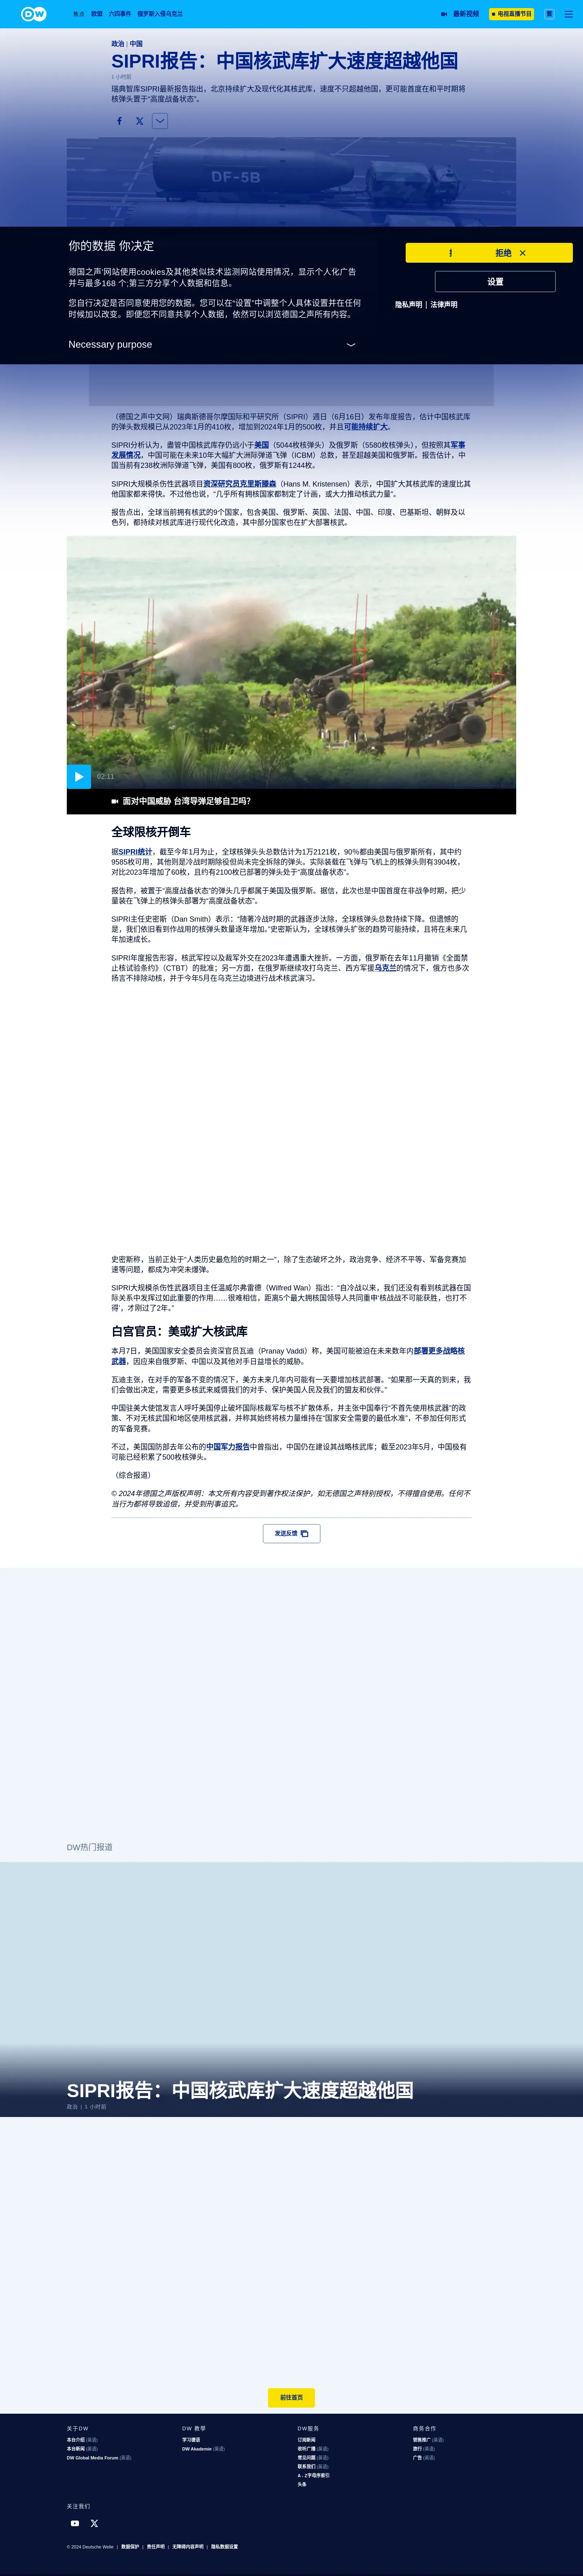 DW
焦点 欧盟 六四事件 俄罗斯入侵乌克兰
最新视频
电视直播节目
政治 | 中国
SIPRI报告：中国核武库扩大速度超越他国
1 小时前
瑞典智库SIPRI最新报告指出，北京持续扩大及现代化其核武库，速度不只超越他国，更可能首度在和平时期将
核弹头置于“高度战备状态”。
DF-5B
你的数据 你决定
德国之声'网站使用cookies及其他类似技术监测网站使用情况，显示个人化广告
并与最多168 个;第三方分享个人数据和信息。
您自行决定是否同意使用您的数据。您可以在“设置”中调整个人具体设置并在任何
时候加以改变。即便您不同意共享个人数据，依然可以浏览德国之声所有内容。
Necessary purpose
拒绝
设置
隐私声明 | 法律声明
（德国之声中文网）瑞典斯德哥尔摩国际和平研究所（SIPRI）週日（6月16日）发布年度报告，估计中国核武库
的弹头数规模已从2023年1月的410枚，增加到2024年1月的500枚，并且可能持续扩大。
SIPRI分析认为，盡管中国核武库存仍远小于美国（5044枚核弹头）及俄罗斯（5580枚核弹头），但按照其军事
发展情况，中国可能在未来10年大幅扩大洲际弹道飞弹（ICBM）总数，甚至超越美国和俄罗斯。报告估计，中
国当前有238枚洲际弹道飞弹，美国有800枚，俄罗斯有1244枚。
SIPRI大规模杀伤性武器项目资深研究员克里斯滕森（Hans M. Kristensen）表示，中国扩大其核武库的速度比其
他国家都来得快。不过他也说，“几乎所有拥核国家都制定了计画，或大力推动核武力量”。
报告点出，全球当前拥有核武的9个国家，包含美国、俄罗斯、英国、法国、中国、印度、巴基斯坦、朝鲜及以
色列，都持续对核武库进行现代化改造，其中部分国家也在扩大部署核武。
02:11
面对中国威胁 台湾导弹足够自卫吗？
全球限核开倒车
据SIPRI统计，截至今年1月为止，全球核弹头头总数估计为1万2121枚，90%都由美国与俄罗斯所有，其中约
9585枚可用，其他则是冷战时期除役但尚未完全拆除的弹头。实际装载在飞弹与飞机上的核弹头则有3904枚，
对比2023年增加了60枚，且约有2100枚已部署的弹头处于“高度战备状态”。
报告称，被置于“高度战备状态”的弹头几乎都属于美国及俄罗斯。据信，此次也是中国首度在非战争时期，把少
量装在飞弹上的核弹头部署为“高度战备状态”。
SIPRI主任史密斯（Dan Smith）表示：“随著冷战时期的武器逐步汰除，全球核弹头总数持续下降。但遗憾的
是，我们依旧看到作战用的核弹头数量逐年增加。”史密斯认为，全球核弹头扩张的趋势可能持续，且将在未来几
年加速成长。
SIPRI年度报告形容，核武军控以及裁军外交在2023年遭遇重大挫折。一方面，俄罗斯在去年11月撤销《全面禁
止核试验条约》（CTBT）的批准；另一方面，在俄罗斯继续攻打乌克兰、西方军援乌克兰的情况下，俄方也多次
扬言不排除动核，并于今年5月在乌克兰边境进行战术核武演习。
史密斯称，当前正处于“人类历史最危险的时期之一”，除了生态破坏之外，政治竞争、经济不平等、军备竞赛加
速等问题，都成为冲突未爆弹。
SIPRI大规模杀伤性武器项目主任温威尔弗雷德（Wilfred Wan）指出：“自冷战以来，我们还没有看到核武器在国
际关系中发挥过如此重要的作用……很难相信，距离5个最大拥核国领导人共同重申‘核战战不可能获胜，也打不
得’，才刚过了2年。”
白宫官员：美或扩大核武库
本月7日，美国国家安全委员会资深官员瓦迪（Pranay Vaddi）称，美国可能被迫在未来数年内部署更多战略核
武器，因应来自俄罗斯、中国以及其他对手日益增长的威胁。
瓦迪主张，在对手的军备不变的情况下，美方未来几年内可能有一天要增加核武部署。“如果那一天真的到来，我
们会做出决定，需要更多核武来威慑我们的对手、保护美国人民及我们的盟友和伙伴。”
中国驻美大使馆发言人呼吁美国停止破坏国际核裁军与核不扩散体系，并主张中国奉行“不首先使用核武器”的政
策、不对无核武国和地区使用核武器，并称其始终将核力量维持在“国家安全需要的最低水准”，不参加任何形式
的军备竞赛。
不过，美国国防部去年公布的中国军力报告中曾指出，中国仍在建设其战略核武库；截至2023年5月，中国极有
可能已经积累了500枚核弹头。
（综合报道）
© 2024年德国之声版权声明：本文所有内容受到著作权法保护，如无德国之声特别授权，不得擅自使用。任何不
当行为都将导致追偿，并受到刑事追究。
发送反馈
DW热门报道
SIPRI报告：中国核武库扩大速度超越他国
政治 | 1 小时前
前往首页
关于DW DW 教學 DW服务 商务合作
本台介绍 (英语) 学习德语 订阅新闻 销售推广 (英语)
本台新闻 (英语) DW Akademie (英语) 收听广播 (英语) 旅行 (英语)
DW Global Media Forum (英语) 常见问题 (英语) 广告 (英语)
联系我们 (英语)
A - Z字母序索引
头条
关注我们
© 2024 Deutsche Welle | 数据保护 | 责任声明 | 无障碍内容声明 | 隐私数据设置